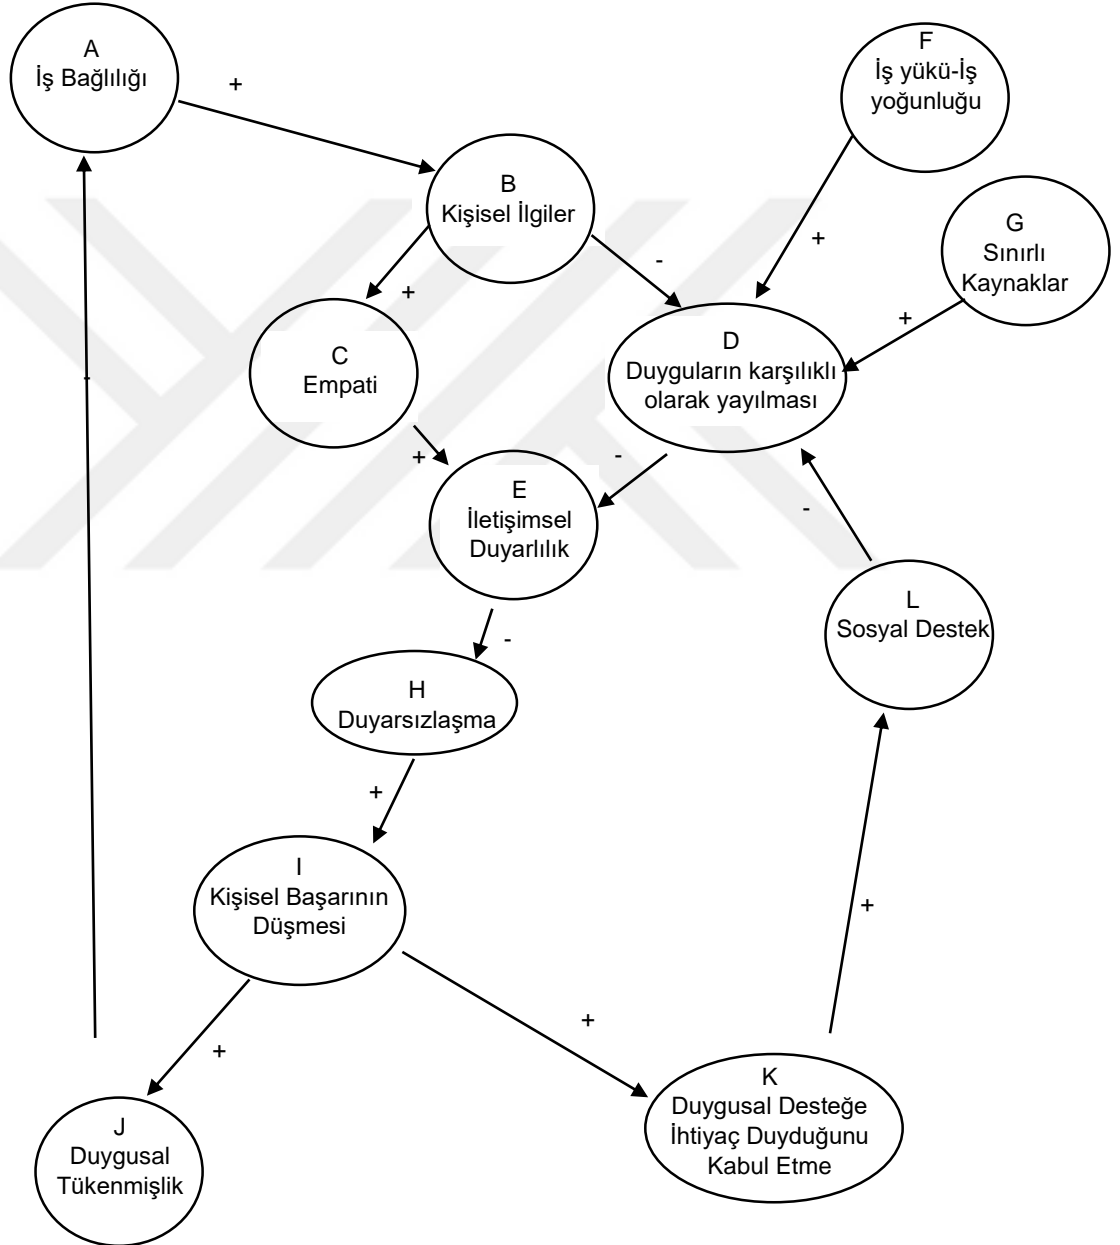 A
İş Bağlılığı
+
F
İş yükü-İş
yoğunluğu
B
Kişisel İlgiler
G
Sınırlı
Kaynaklar
+
-
+
+
C
Empati
D
Duyguların karşılıklı
olarak yayılması
-
+
-
E
İletişimsel
Duyarlılık
-
L
Sosyal Destek
-
H
Duyarsızlaşma
+
I
Kişisel Başarının
Düşmesi
+
+
+
K
Duygusal Desteğe
İhtiyaç Duyduğunu
Kabul Etme
J
Duygusal
Tükenmişlik